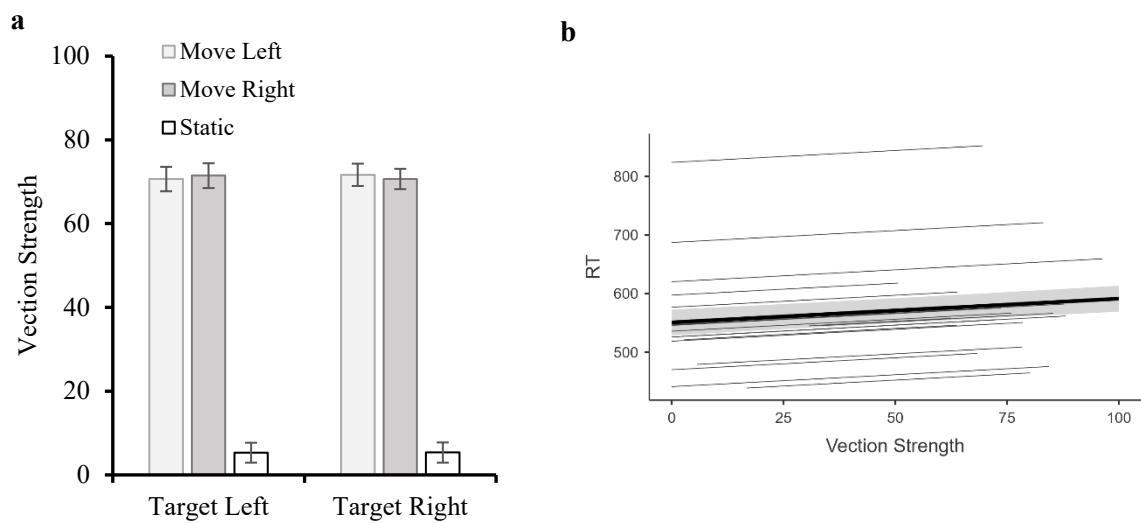 a
100
80
60
40
20
0
Vection Strength
Move Left
Move Right
Static
Target Left
Target Right
b
800
700
600
500
RT
0
25
50
75
100
Vection Strength